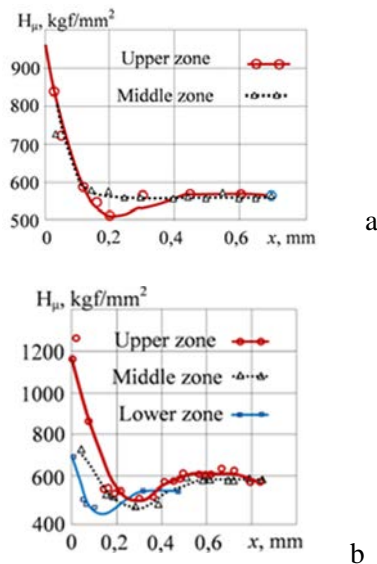 Hμ, kgf/mm²
900
800
700
600
500
Upper zone
Middle zone
0 0,2 0,4 0,6 x, mm
a
Hμ, kgf/mm²
1200
1000
800
600
400
Upper zone
Middle zone
Lower zone
0 0,2 0,4 0,6 x, mm
b